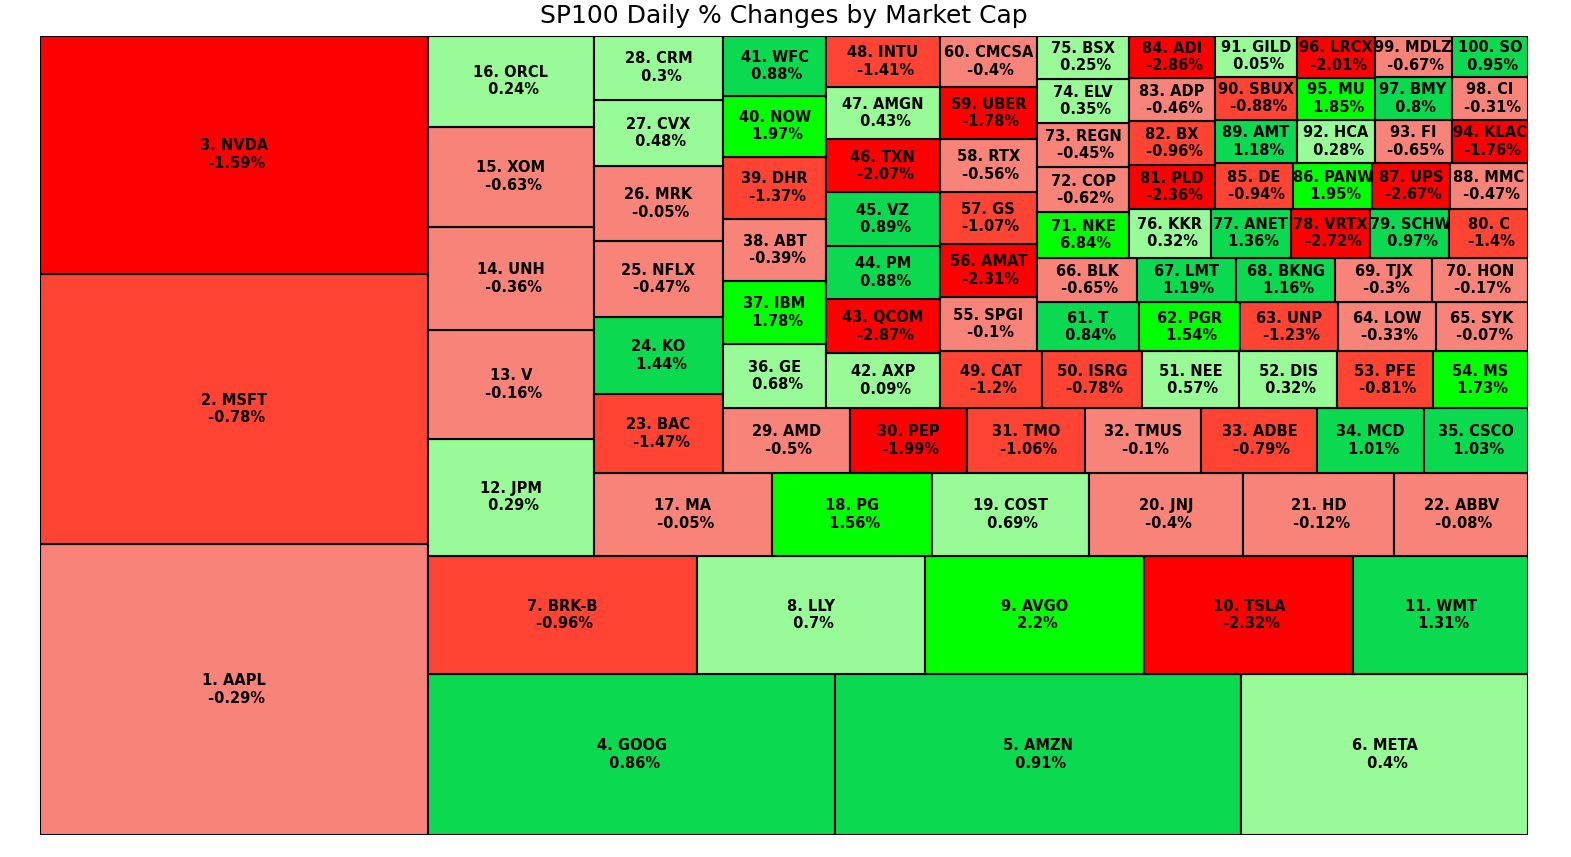 SP100 Daily % Changes by Market Cap
1. AAPL
-0.29%
2. MSFT
-0.78%
3. NVDA
-1.59%
4. GOOG
0.86%
5. AMZN
0.91%
6. META
0.4%
7. BRK-B
-0.96%
8. LLY
0.7%
9. AVGO
2.2%
10. TSLA
-2.32%
11. WMT
1.31%
12. JPM
0.29%
13. V
-0.16%
14. UNH
-0.36%
15. XOM
-0.63%
16. ORCL
0.24%
17. MA
-0.05%
18. PG
1.56%
19. COST
0.69%
20. JNJ
-0.4%
21. HD
-0.12%
22. ABBV
-0.08%
23. BAC
-1.47%
24. KO
1.44%
25. NFLX
-0.47%
26. MRK
-0.05%
27. CVX
0.48%
28. CRM
0.3%
29. AMD
-0.5%
30. PEP
-1.99%
31. TMO
-1.06%
32. TMUS
-0.1%
33. ADBE
-0.79%
34. MCD
1.01%
35. CSCO
1.03%
36. GE
0.68%
37. IBM
1.78%
38. ABT
-0.39%
39. DHR
-1.37%
40. NOW
1.97%
41. WFC
0.88%
42. AXP
0.09%
43. QCOM
-2.87%
44. PM
0.88%
45. VZ
0.89%
46. TXN
-2.07%
47. AMGN
0.43%
48. INTU
-1.41%
49. CAT
-1.2%
50. ISRG
-0.78%
51. NEE
0.57%
52. DIS
0.32%
53. PFE
-0.81%
54. MS
1.73%
55. SPGI
-0.1%
56. AMAT
-2.31%
57. GS
-1.07%
58. RTX
-0.56%
59. UBER
-1.78%
60. CMCSA
-0.4%
61. T
0.84%
62. PGR
1.54%
63. UNP
-1.23%
64. LOW
-0.33%
65. SYK
-0.07%
66. BLK
-0.65%
67. LMT
1.19%
68. BKNG
1.16%
69. TJX
-0.3%
70. HON
-0.17%
71. NKE
6.84%
72. COP
-0.62%
73. REGN
-0.45%
74. ELV
0.35%
75. BSX
0.25%
76. KKR
0.32%
77. ANET
1.36%
78. VRTX
-2.72%
79. SCHW
0.97%
80. C
-1.4%
81. PLD
-2.36%
82. BX
-0.96%
83. ADP
-0.46%
84. ADI
-2.86%
85. DE
-0.94%
86. PANW
1.95%
87. UPS
-2.67%
88. MMC
-0.47%
89. AMT
1.18%
90. SBUX
-0.88%
91. GILD
0.05%
92. HCA
0.28%
93. FI
-0.65%
94. KLAC
-1.76%
95. MU
1.85%
96. LRCX
-2.01%
97. BMY
0.8%
98. CI
-0.31%
99. MDLZ
-0.67%
100. SO
0.95%